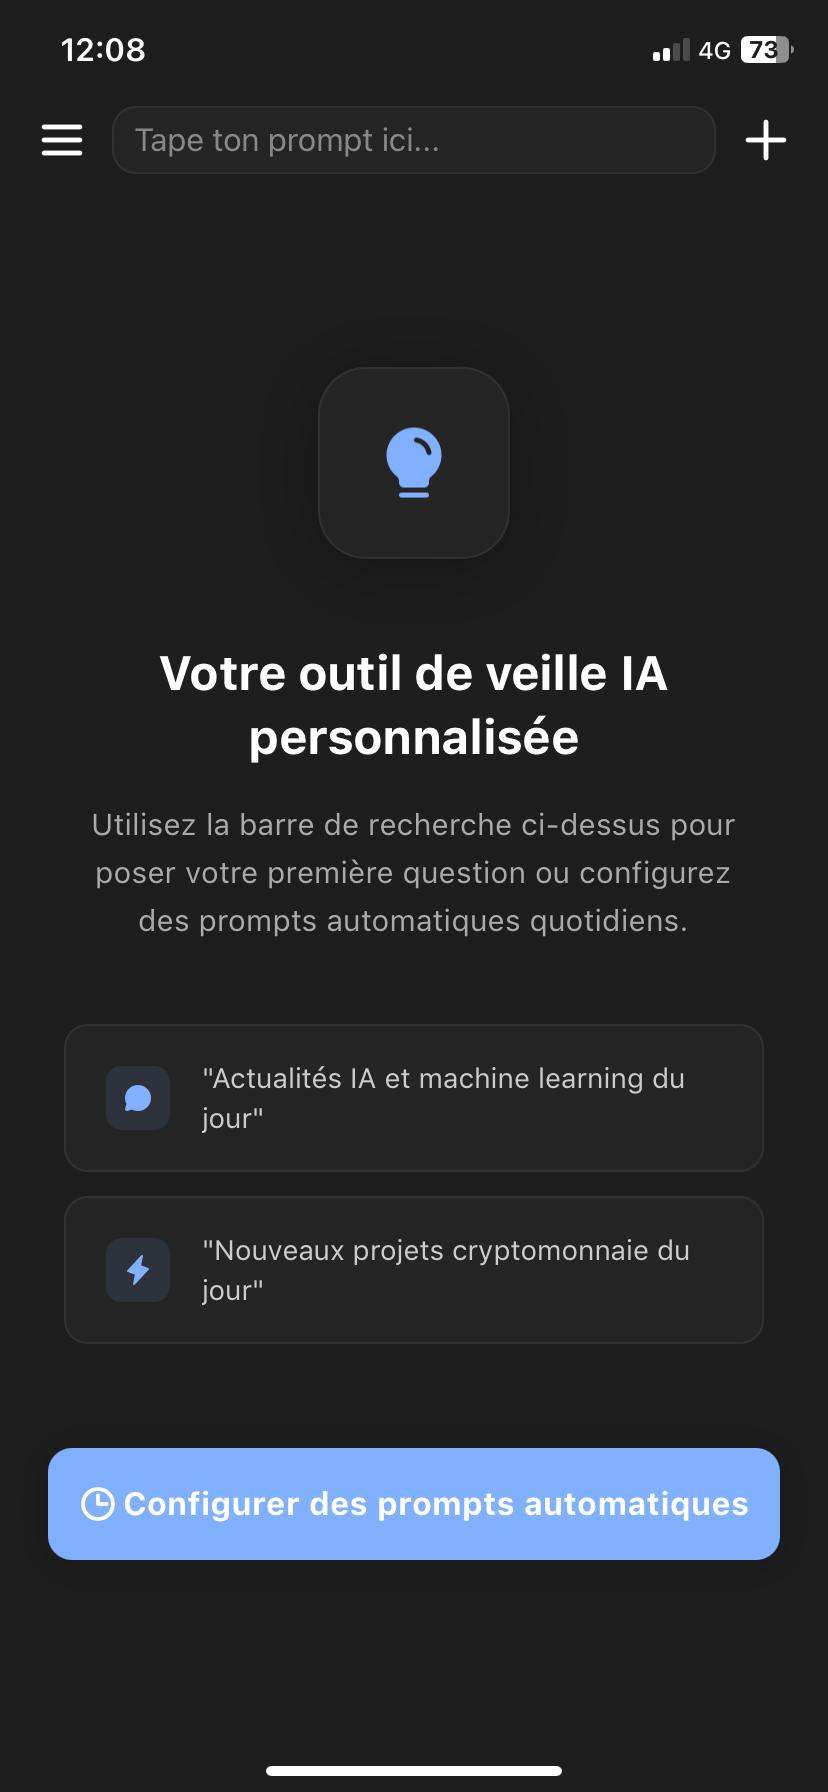 12:08
4G
73
Tape ton prompt ici...
Votre outil de veille IA
personnalisée
Utilisez la barre de recherche ci-dessus pour
poser votre première question ou configurez
des prompts automatiques quotidiens.
"Actualités IA et machine learning du
jour"
"Nouveaux projets cryptomonnaie du
jour"
Configurer des prompts automatiques